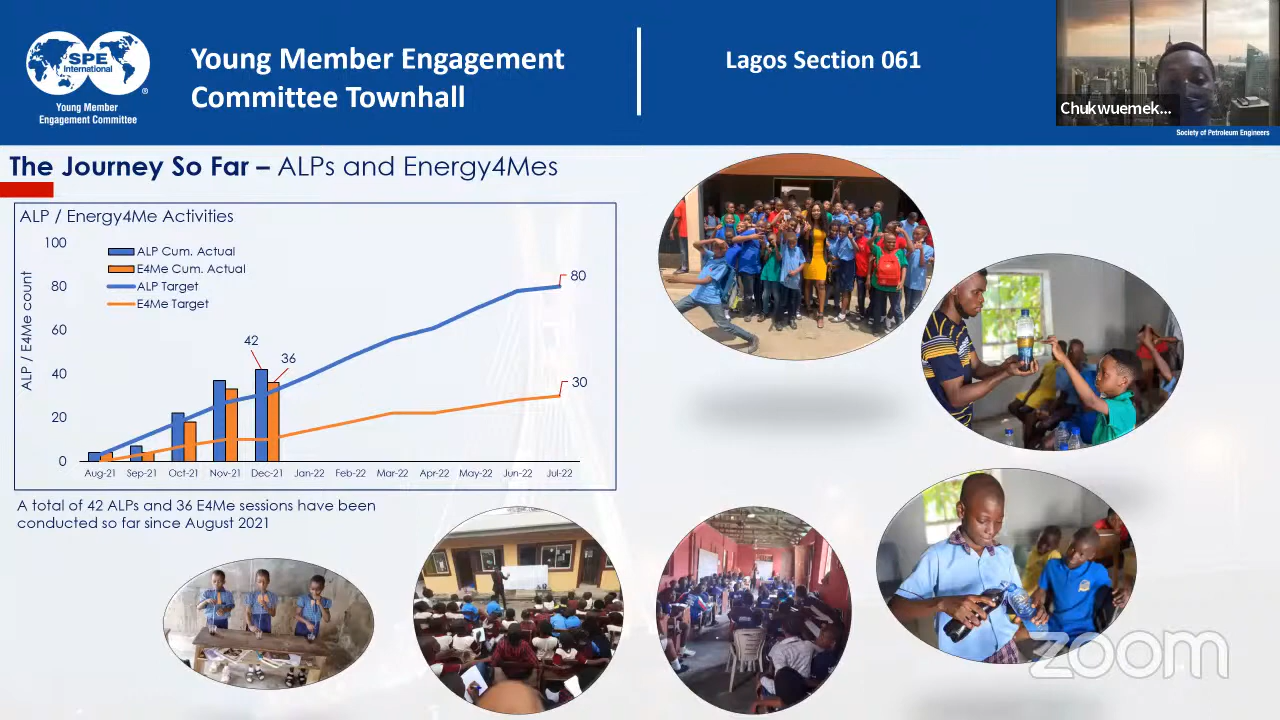 SPE
International
®
Young Member
Engagement Committee
Young Member Engagement
Committee Townhall
Lagos Section 061
Chukwuemek...
Society of Petroleum Engineers
The Journey So Far – ALPs and Energy4Mes
ALP / Energy4Me Activities
ALP / E4Me count
100
80
60
40
20
0
ALP Cum. Actual
E4Me Cum. Actual
ALP Target
E4Me Target
42
36
80
30
Aug-21 Sep-21 Oct-21 Nov-21 Dec-21 Jan-22 Feb-22 Mar-22 Apr-22 May-22 Jun-22 Jul-22
A total of 42 ALPs and 36 E4Me sessions have been
conducted so far since August 2021
zoom